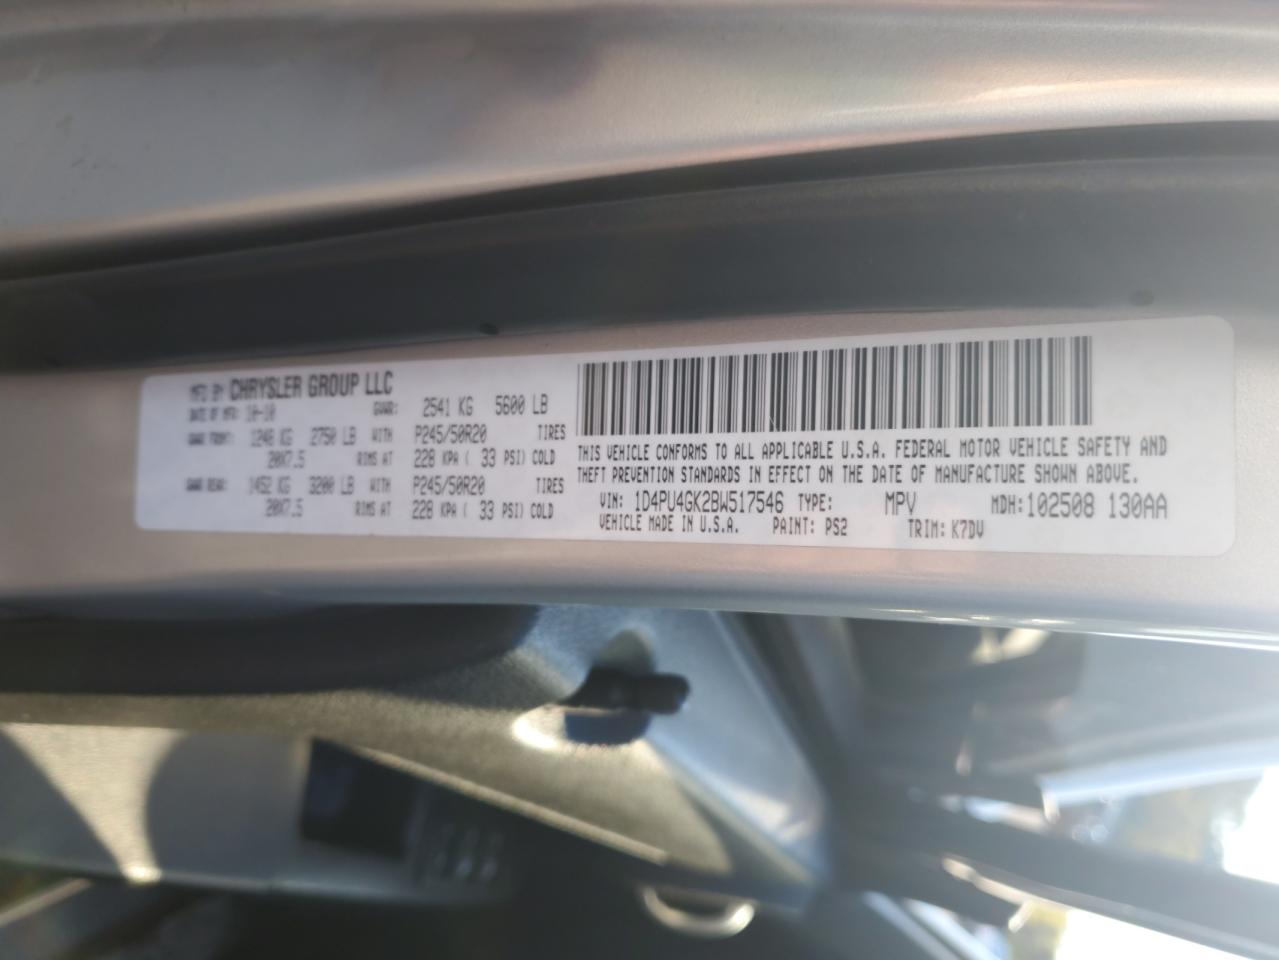 MFD BY CHRYSLER GROUP LLC
DATE OF MFR: 10-10 GVWR: 2541 KG 5600 LB
GAWR FRONT: 1248 KG 2750 LB WITH P245/50R20 TIRES
20X7.5 RIMS AT 228 KPA ( 33 PSI) COLD
GAWR REAR: 1452 KG 3200 LB WITH P245/50R20 TIRES
20X7.5 RIMS AT 228 KPA ( 33 PSI) COLD
THIS VEHICLE CONFORMS TO ALL APPLICABLE U.S.A. FEDERAL MOTOR VEHICLE SAFETY AND
THEFT PREVENTION STANDARDS IN EFFECT ON THE DATE OF MANUFACTURE SHOWN ABOVE.
VIN: 1D4PU4GK2BW517546 TYPE: MPV MDH: 102508 130AA
VEHICLE MADE IN U.S.A. PAINT: PS2 TRIM: K7DV